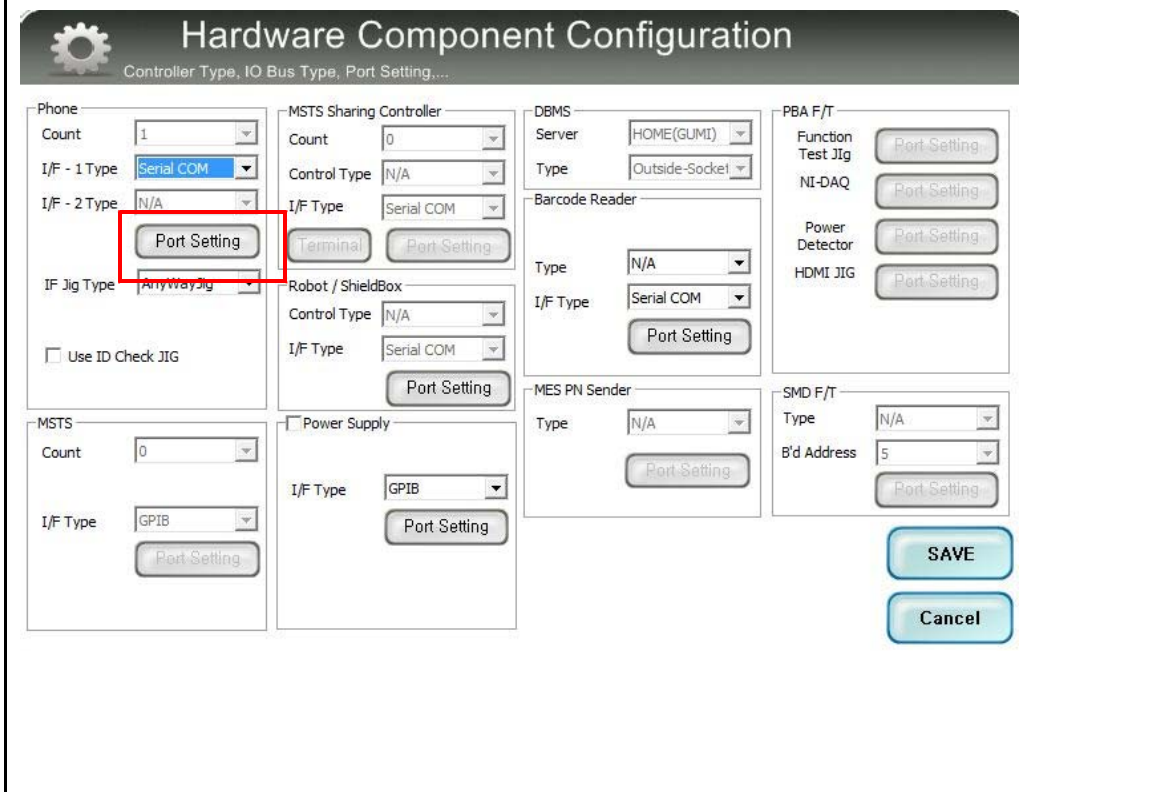 Hardware Component Configuration
Controller Type, IO Bus Type, Port Setting,...
Phone
Count 1
I/F - 1 Type Serial COM
I/F - 2 Type N/A
Port Setting
IF Jig Type AnyWayJig
Use ID Check JIG
MSTS
Count 0
I/F Type GPIB
Port Setting
MSTS Sharing Controller
Count 0
Control Type N/A
I/F Type Serial COM
Terminal Port Setting
Robot / ShieldBox
Control Type N/A
I/F Type Serial COM
Port Setting
Power Supply
I/F Type GPIB
Port Setting
DBMS
Server HOME(GUMI)
Type Outside-Socket
Barcode Reader
Type N/A
I/F Type Serial COM
Port Setting
MES PN Sender
Type N/A
Port Setting
PBA F/T
Function
Test JIg Port Setting
NI-DAQ Port Setting
Power
Detector Port Setting
HDMI JIG Port Setting
SMD F/T
Type N/A
B'd Address 5
Port Setting
SAVE
Cancel